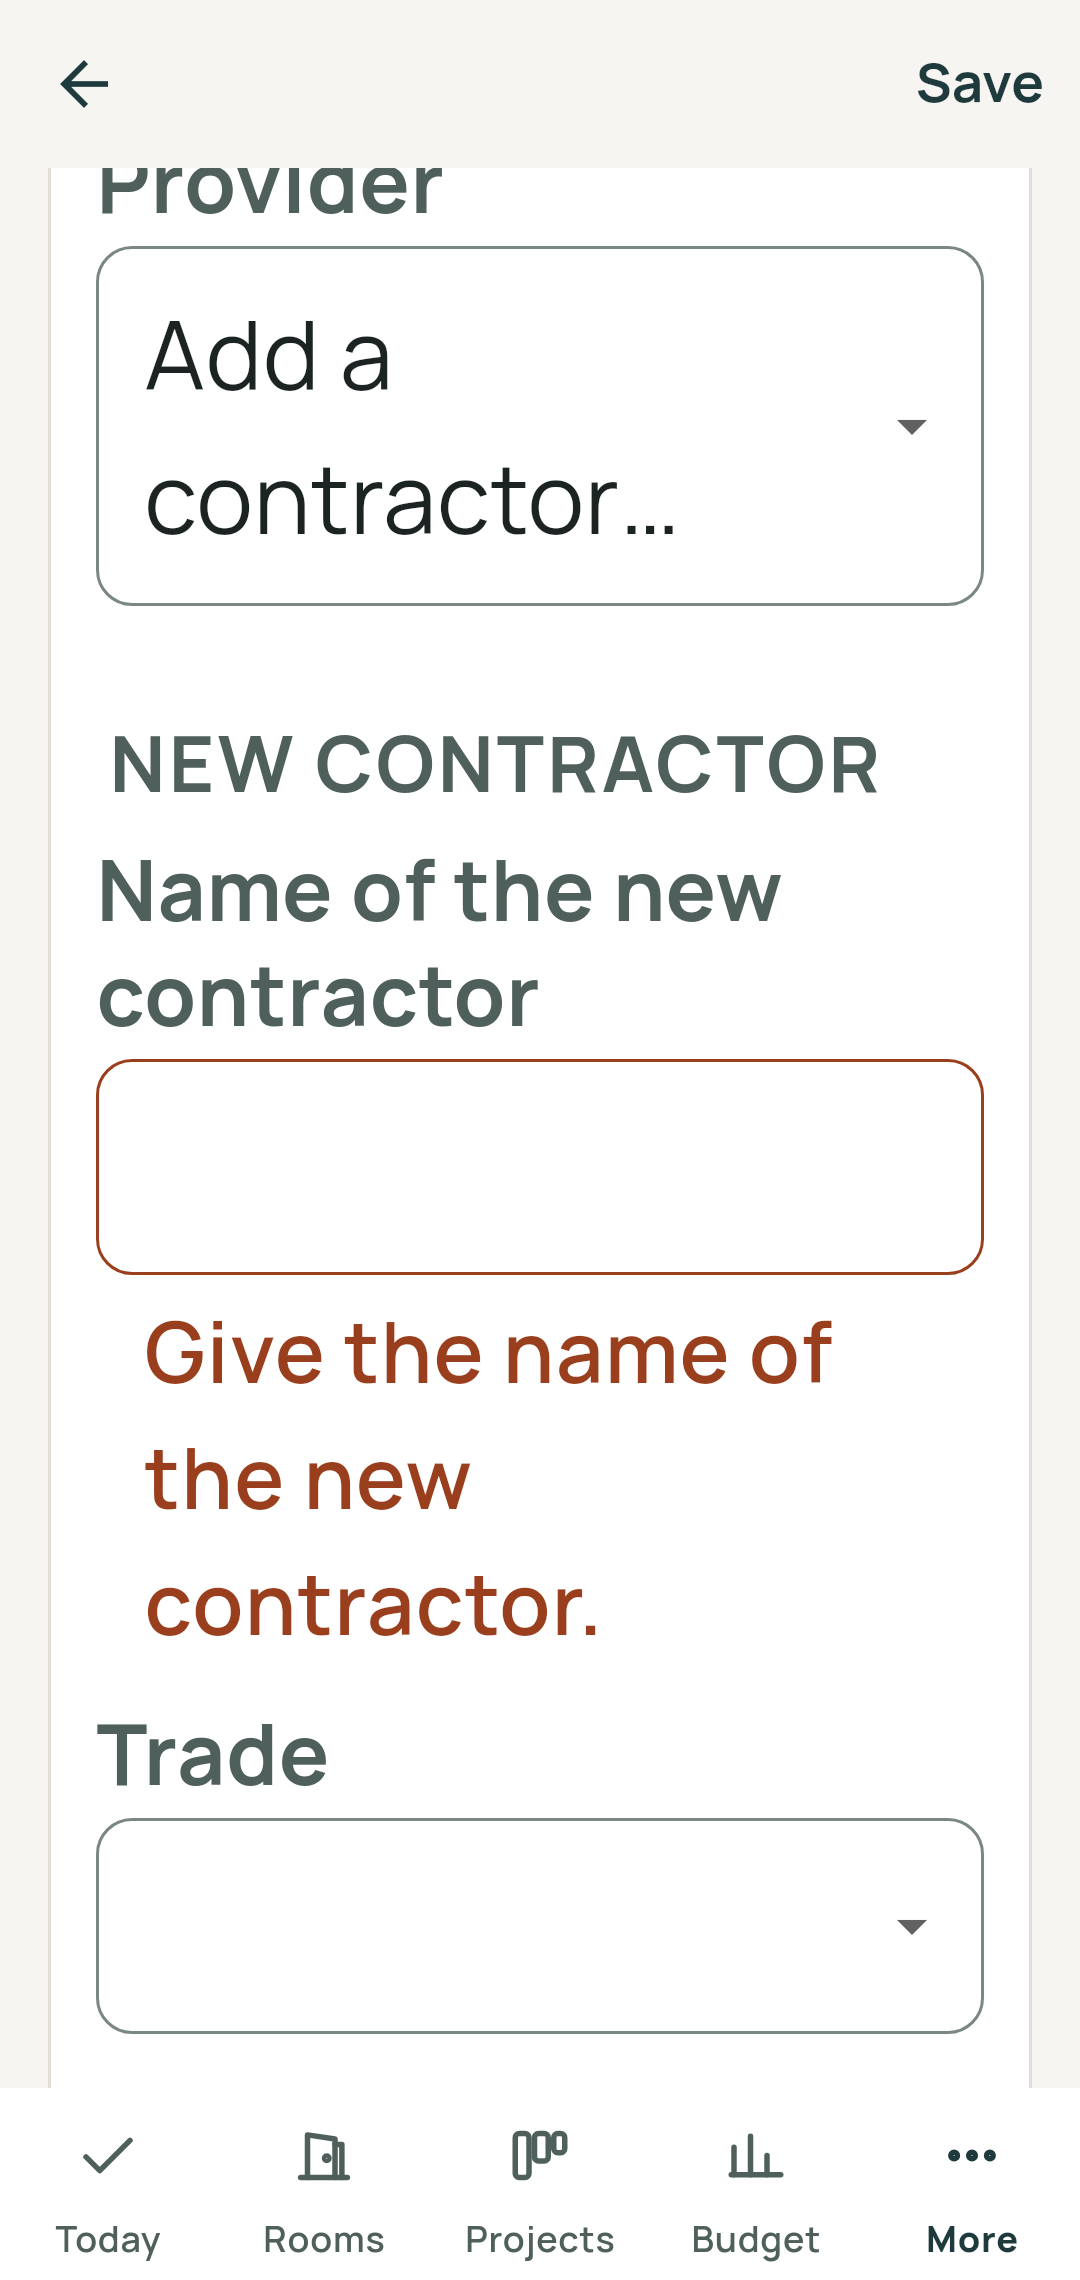 Save
Provider
Add a
contractor...
NEW CONTRACTOR
Name of the new
contractor
Give the name of
the new
contractor.
Trade
Today
Rooms
Projects
Budget
More